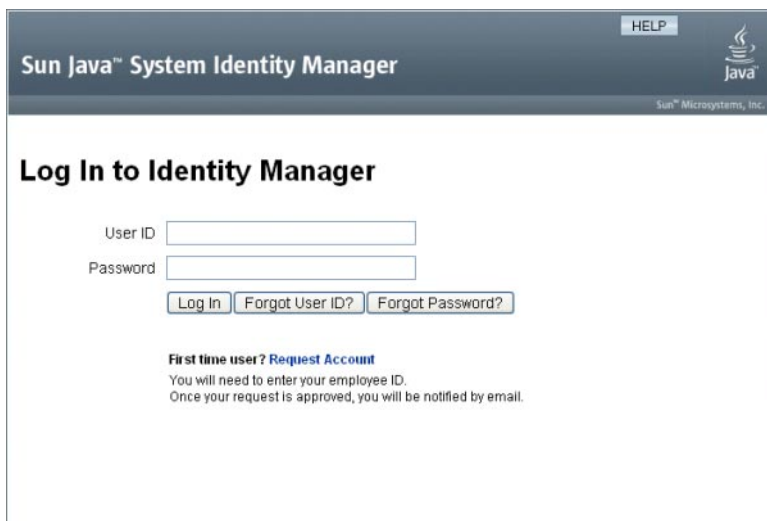 HELP
Sun Java™ System Identity Manager
Java™
Sun™ Microsystems, Inc.
Log In to Identity Manager
User ID
Password
Log In Forgot User ID? Forgot Password?
First time user? Request Account
You will need to enter your employee ID.
Once your request is approved, you will be notified by email.